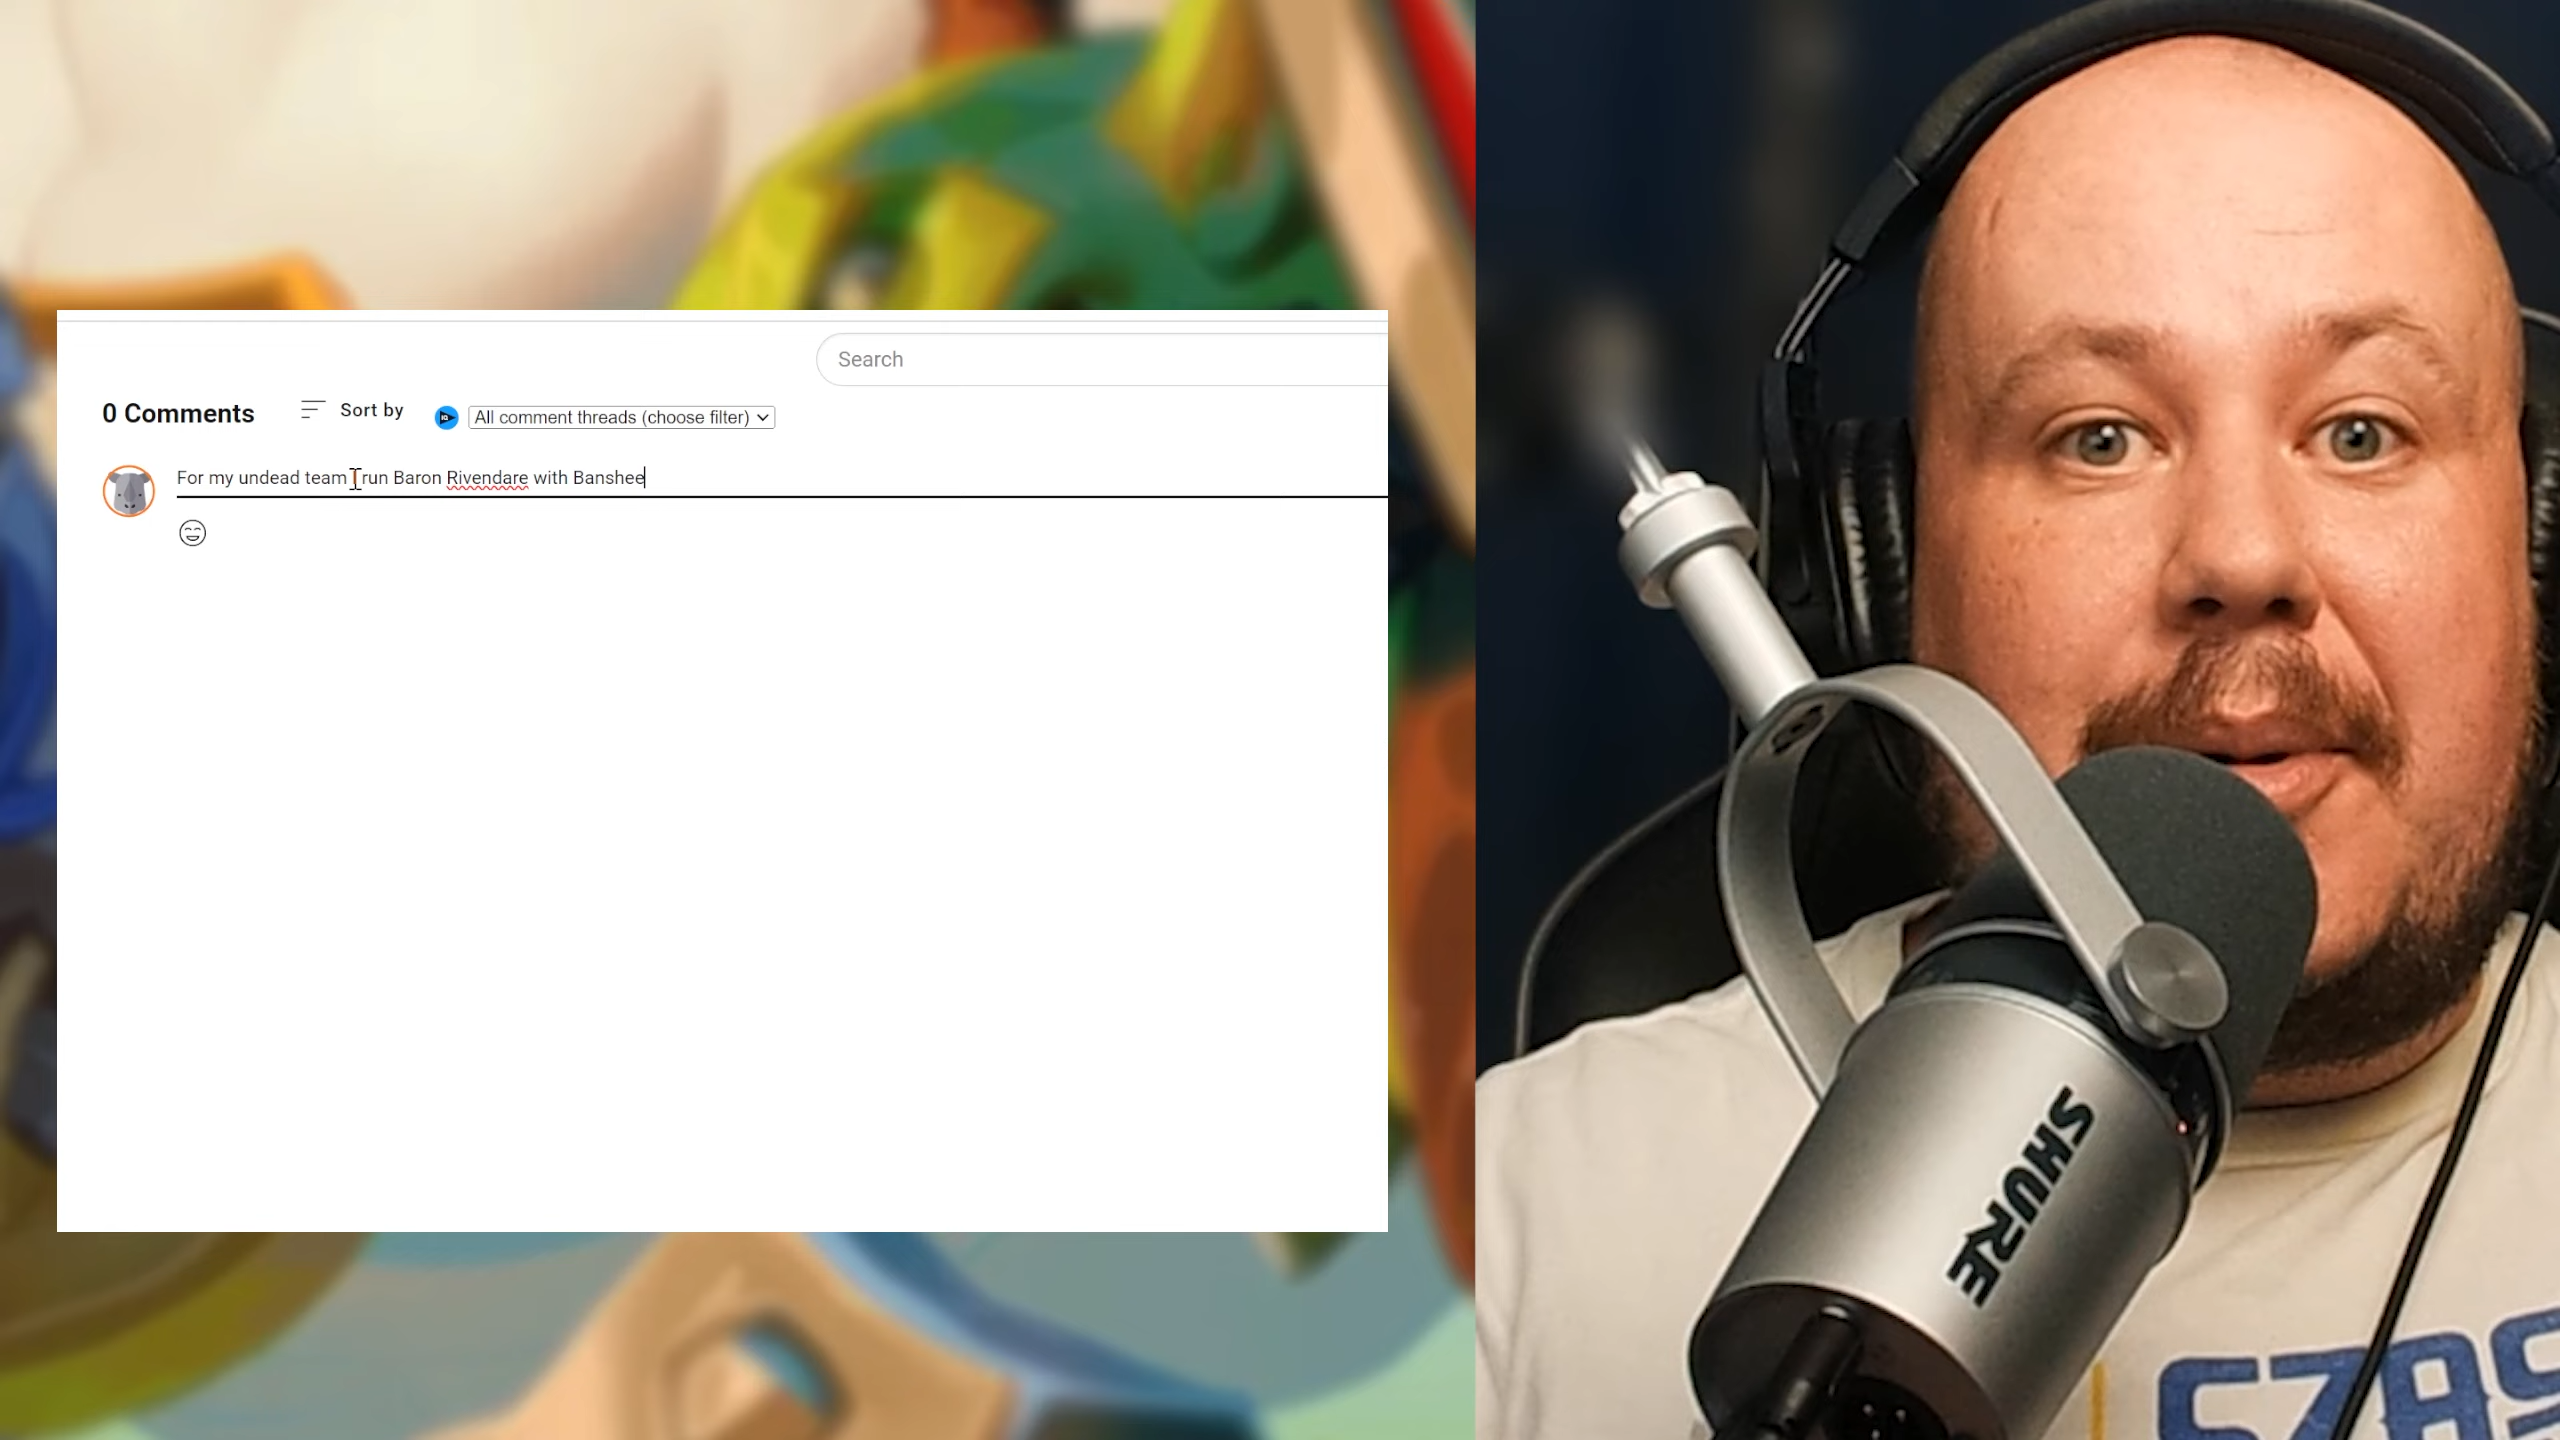 Search
0 Comments
Sort by
All comment threads (choose filter)
For my undead team I run Baron Rivendare with Banshee
SHURE